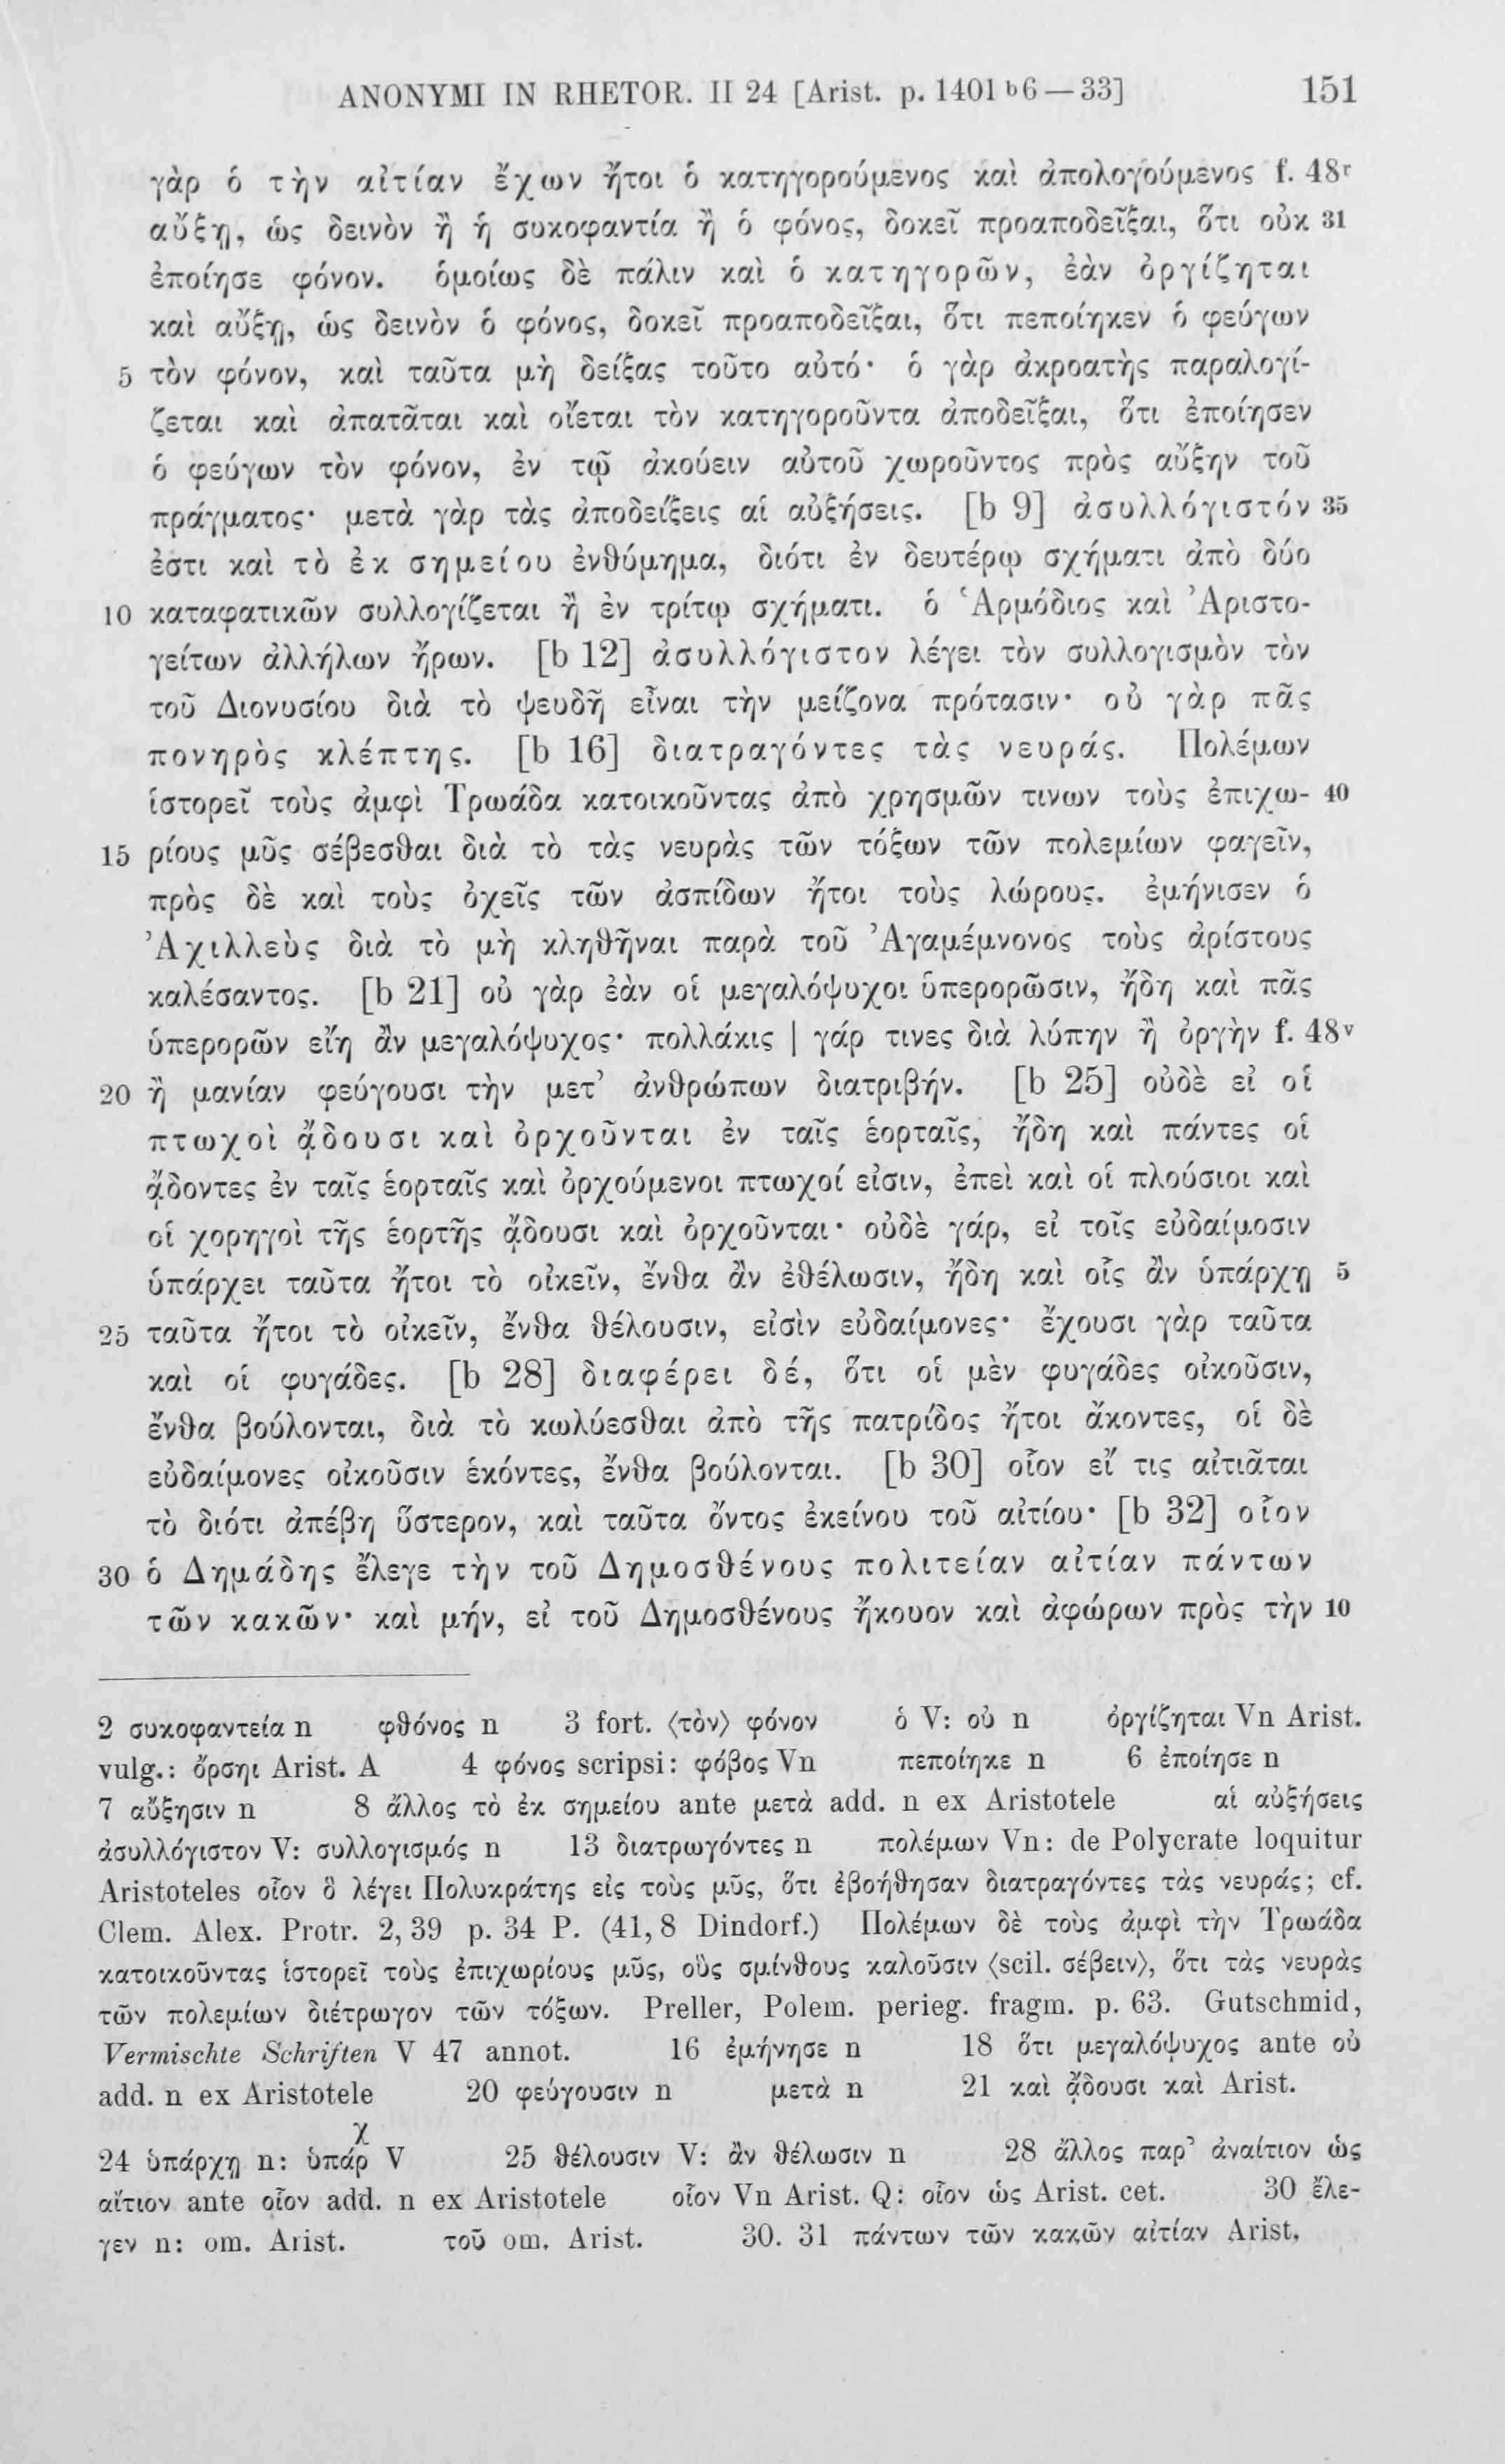 ANONYMI IN RHETOR. II 24 [Arist. p. 1401 b 6 — 33] 151
γὰρ ὁ τὴν αἰτίαν ἔχων ἤτοι ὁ κατηγορούμενος καὶ ἀπολογούμενος f. 48r
αὔξῃ, ὡς δεινὸν ἢ ἡ συκοφαντία ἢ ὁ φόνος, δοκεῖ προαποδεῖξαι, ὅτι οὐκ 31
ἐποίησε φόνον. ὁμοίως δὲ πάλιν καὶ ὁ κατηγορῶν, ἐὰν ὀργίζηται
καὶ αὔξῃ, ὡς δεινὸν ὁ φόνος, δοκεῖ προαποδεῖξαι, ὅτι πεποίηκεν ὁ φεύγων
5 τὸν φόνον, καὶ ταῦτα μὴ δείξας τοῦτο αὐτό· ὁ γὰρ ἀκροατὴς παραλογί-
ζεται καὶ ἀπατᾶται καὶ οἴεται τὸν κατηγοροῦντα ἀποδεῖξαι, ὅτι ἐποίησεν
ὁ φεύγων τὸν φόνον, ἐν τῷ ἀκούειν αὐτοῦ χωροῦντος πρὸς αὔξην τοῦ
πράγματος· μετὰ γὰρ τὰς ἀποδείξεις αἱ αὐξήσεις. [b 9] ἀσυλλόγιστόν 35
ἐστι καὶ τὸ ἐκ σημείου ἐνθύμημα, διότι ἐν δευτέρῳ σχήματι ἀπὸ δύο
10 καταφατικῶν συλλογίζεται ἢ ἐν τρίτῳ σχήματι. ὁ Ἁρμόδιος καὶ Ἀριστο-
γείτων ἀλλήλων ἤρων. [b 12] ἀσυλλόγιστον λέγει τὸν συλλογισμὸν τὸν
τοῦ Διονυσίου διὰ τὸ ψευδῆ εἶναι τὴν μείζονα πρότασιν· οὐ γὰρ πᾶς
πονηρὸς κλέπτης. [b 16] διατραγόντες τὰς νευράς. Πολέμων
ἱστορεῖ τοὺς ἀμφὶ Τρωάδα κατοικοῦντας ἀπὸ χρησμῶν τινων τοὺς ἐπιχω- 40
15 ρίους μῦς σέβεσθαι διὰ τὸ τὰς νευρὰς τῶν τόξων τῶν πολεμίων φαγεῖν,
πρὸς δὲ καὶ τοὺς ὀχεῖς τῶν ἀσπίδων ἤτοι τοὺς λώρους. ἐμήνισεν ὁ
Ἀχιλλεὺς διὰ τὸ μὴ κληθῆναι παρὰ τοῦ Ἀγαμέμνονος τοὺς ἀρίστους
καλέσαντος. [b 21] οὐ γὰρ ἐὰν οἱ μεγαλόψυχοι ὑπερορῶσιν, ἤδη καὶ πᾶς
ὑπερορῶν εἴη ἂν μεγαλόψυχος· πολλάκις | γάρ τινες διὰ λύπην ἢ ὀργὴν f. 48v
20 ἢ μανίαν φεύγουσι τὴν μετ’ ἀνθρώπων διατριβήν. [b 25] οὐδὲ εἰ οἱ
πτωχοὶ ᾄδουσι καὶ ὀρχοῦνται ἐν ταῖς ἑορταῖς, ἤδη καὶ πάντες οἱ
ᾄδοντες ἐν ταῖς ἑορταῖς καὶ ὀρχούμενοι πτωχοί εἰσιν, ἐπεὶ καὶ οἱ πλούσιοι καὶ
οἱ χορηγοὶ τῆς ἑορτῆς ᾄδουσι καὶ ὀρχοῦνται· οὐδὲ γάρ, εἰ τοῖς εὐδαίμοσιν
ὑπάρχει ταῦτα ἤτοι τὸ οἰκεῖν, ἔνθα ἂν ἐθέλωσιν, ἤδη καὶ οἷς ἂν ὑπάρχῃ 5
25 ταῦτα ἤτοι τὸ οἰκεῖν, ἔνθα θέλουσιν, εἰσὶν εὐδαίμονες· ἔχουσι γὰρ ταῦτα
καὶ οἱ φυγάδες. [b 28] διαφέρει δέ, ὅτι οἱ μὲν φυγάδες οἰκοῦσιν,
ἔνθα βούλονται, διὰ τὸ κωλύεσθαι ἀπὸ τῆς πατρίδος ἤτοι ἄκοντες, οἱ δὲ
εὐδαίμονες οἰκοῦσιν ἑκόντες, ἔνθα βούλονται. [b 30] οἷον εἴ τις αἰτιᾶται
τὸ διότι ἀπέβη ὕστερον, καὶ ταῦτα ὄντος ἐκείνου τοῦ αἰτίου· [b 32] οἷον
30 ὁ Δημάδης ἔλεγε τὴν τοῦ Δημοσθένους πολιτείαν αἰτίαν πάντων
τῶν κακῶν· καὶ μήν, εἰ τοῦ Δημοσθένους ἤκουον καὶ ἀφώρων πρὸς τὴν 10
2 συκοφαντεία n φθόνος n 3 fort. ⟨τὸν⟩ φόνον ὁ V: οὐ n ὀργίζηται Vn Arist.
vulg.: ὄρσηι Arist. A 4 φόνος scripsi: φόβος Vn πεποίηκε n 6 ἐποίησε n
7 αὔξησιν n 8 ἄλλος τὸ ἐκ σημείου ante μετὰ add. n ex Aristotele αἱ αὐξήσεις
ἀσυλλόγιστον V: συλλογισμός n 13 διατρωγόντες n πολέμων Vn: de Polycrate loquitur
Aristoteles οἷον ὃ λέγει Πολυκράτης εἰς τοὺς μῦς, ὅτι ἐβοήθησαν διατραγόντες τὰς νευράς; cf.
Clem. Alex. Protr. 2, 39 p. 34 P. (41, 8 Dindorf.) Πολέμων δὲ τοὺς ἀμφὶ τὴν Τρωάδα
κατοικοῦντας ἱστορεῖ τοὺς ἐπιχωρίους μῦς, οὓς σμίνθους καλοῦσιν ⟨scil. σέβειν⟩, ὅτι τὰς νευρὰς
τῶν πολεμίων διέτρωγον τῶν τόξων. Preller, Polem. perieg. fragm. p. 63. Gutschmid,
Vermischte Schriften V 47 annot. 16 ἐμήνησε n 18 ὅτι μεγαλόψυχος ante οὐ
add. n ex Aristotele 20 φεύγουσιν n μετὰ n 21 καὶ ᾄδουσι καὶ Arist.
χ
24 ὑπάρχῃ n: ὑπάρ V 25 θέλουσιν V: ἂν θέλωσιν n 28 ἄλλος παρ’ ἀναίτιον ὡς
αἴτιον ante οἷον add. n ex Aristotele οἷον Vn Arist. Q: οἷον ὡς Arist. cet. 30 ἔλε-
γεν n: om. Arist. τοῦ om. Arist. 30. 31 πάντων τῶν κακῶν αἰτίαν Arist.